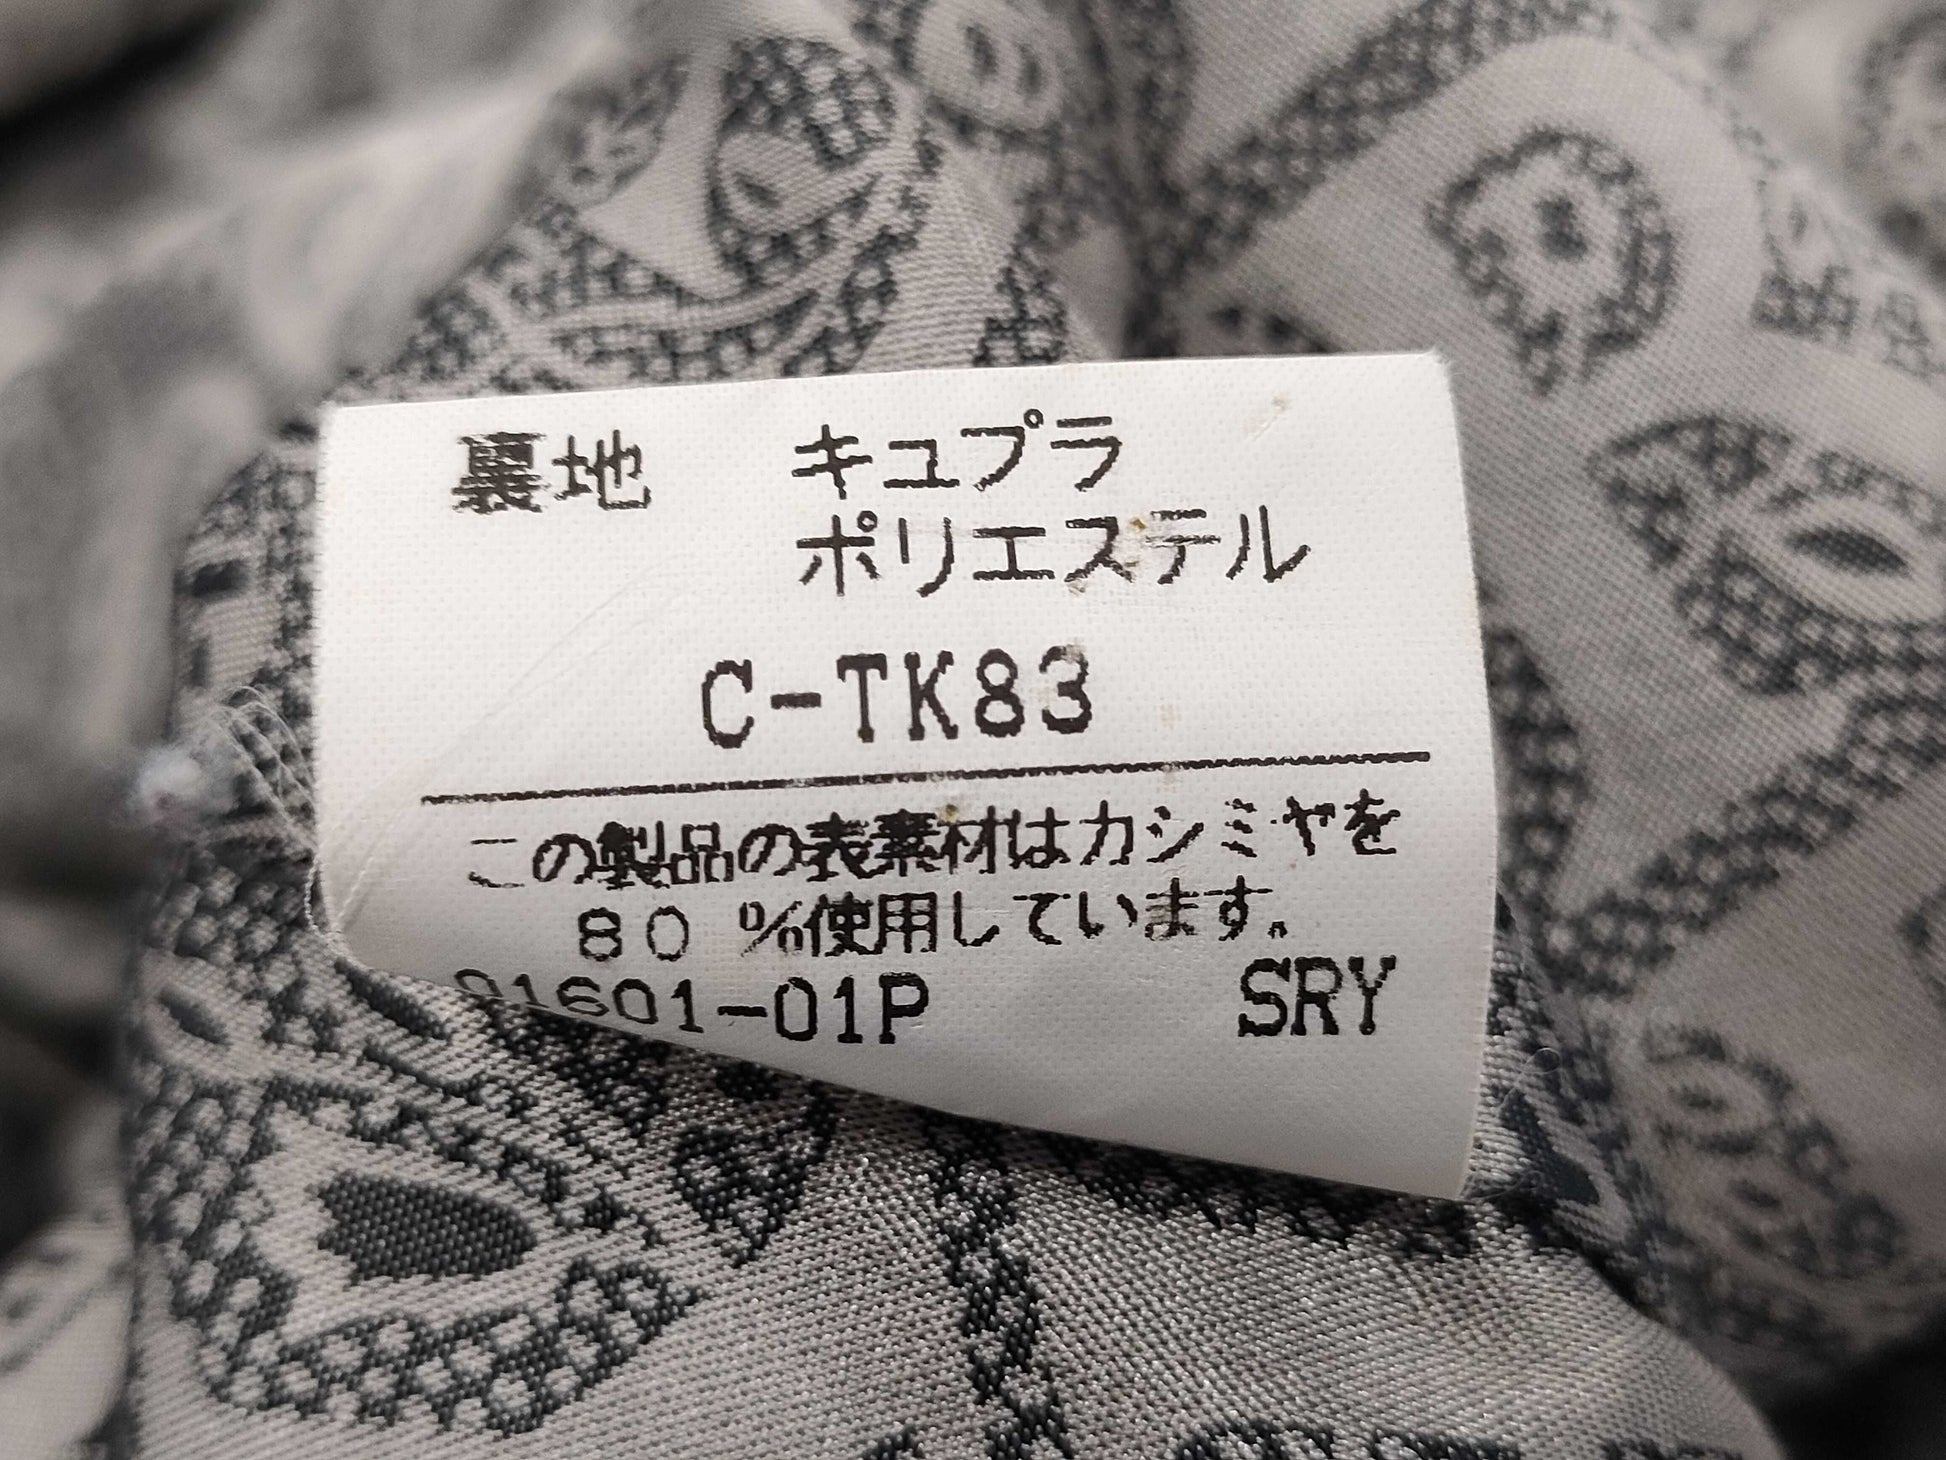 裏地 キュプラ
ポリエステル
C-TK83
この製品の表素材はカシミヤを
80 %使用しています。
01601-01P SRY